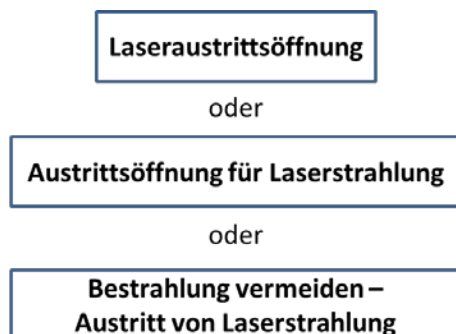 Laseraustrittsöffnung
oder
Austrittsöffnung für Laserstrahlung
oder
Bestrahlung vermeiden –
Austritt von Laserstrahlung